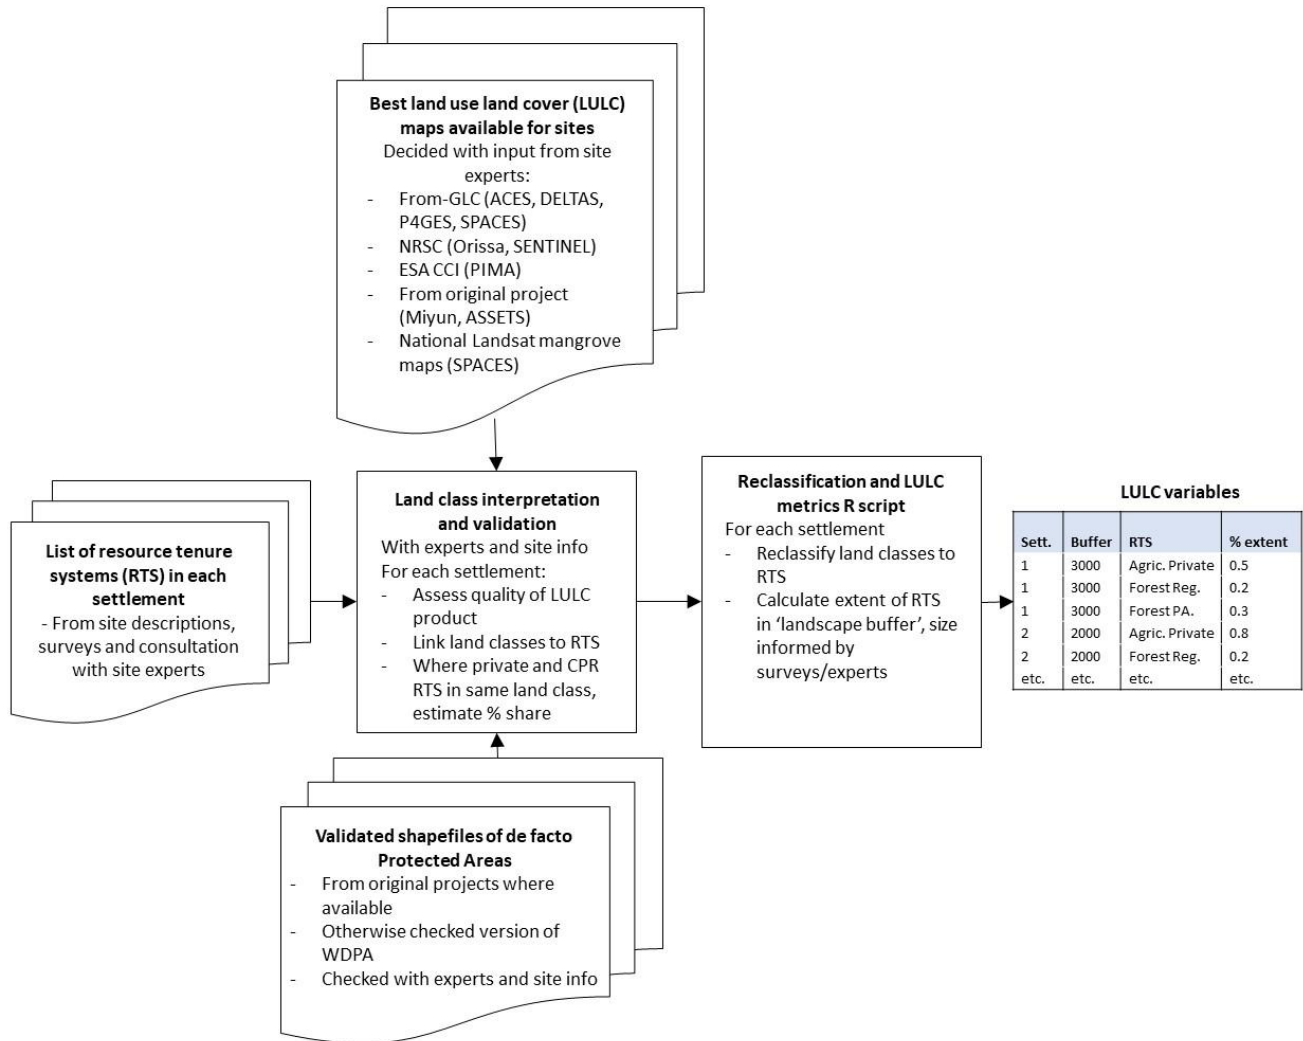 Best land use land cover (LULC)
maps available for sites
Decided with input from site
experts:
- From-GLC (ACES, DELTAS,
P4GES, SPACES)
- NRSC (Orissa, SENTINEL)
- ESA CCI (PIMA)
- From original project
(Miyun, ASSETS)
- National Landsat mangrove
maps (SPACES)
List of resource tenure
systems (RTS) in each
settlement
- From site descriptions,
surveys and consultation
with site experts
Land class interpretation
and validation
With experts and site info
For each settlement:
- Assess quality of LULC
product
- Link land classes to RTS
- Where private and CPR
RTS in same land class,
estimate % share
Validated shapefiles of de facto
Protected Areas
- From original projects where
available
- Otherwise checked version of
WDPA
- Checked with experts and site info
Reclassification and LULC
metrics R script
For each settlement
- Reclassify land classes to
RTS
- Calculate extent of RTS
in ‘landscape buffer’, size
informed by
surveys/experts
LULC variables
Sett. Buffer RTS % extent
1 3000 Agric. Private 0.5
1 3000 Forest Reg. 0.2
1 3000 Forest PA. 0.3
2 2000 Agric. Private 0.8
2 2000 Forest Reg. 0.2
etc. etc. etc. etc.